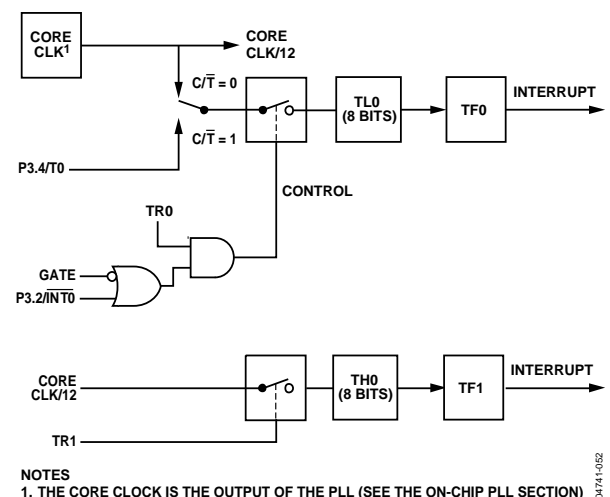 CORE
CLK1
CORE
CLK/12
C/T̅ = 0
C/T̅ = 1
P3.4/T0
TL0
(8 BITS)
TF0
INTERRUPT
CONTROL
TR0
GATE
P3.2/I̅N̅T̅0̅
CORE
CLK/12
TH0
(8 BITS)
TF1
INTERRUPT
TR1
NOTES
1. THE CORE CLOCK IS THE OUTPUT OF THE PLL (SEE THE ON-CHIP PLL SECTION)
04741-052